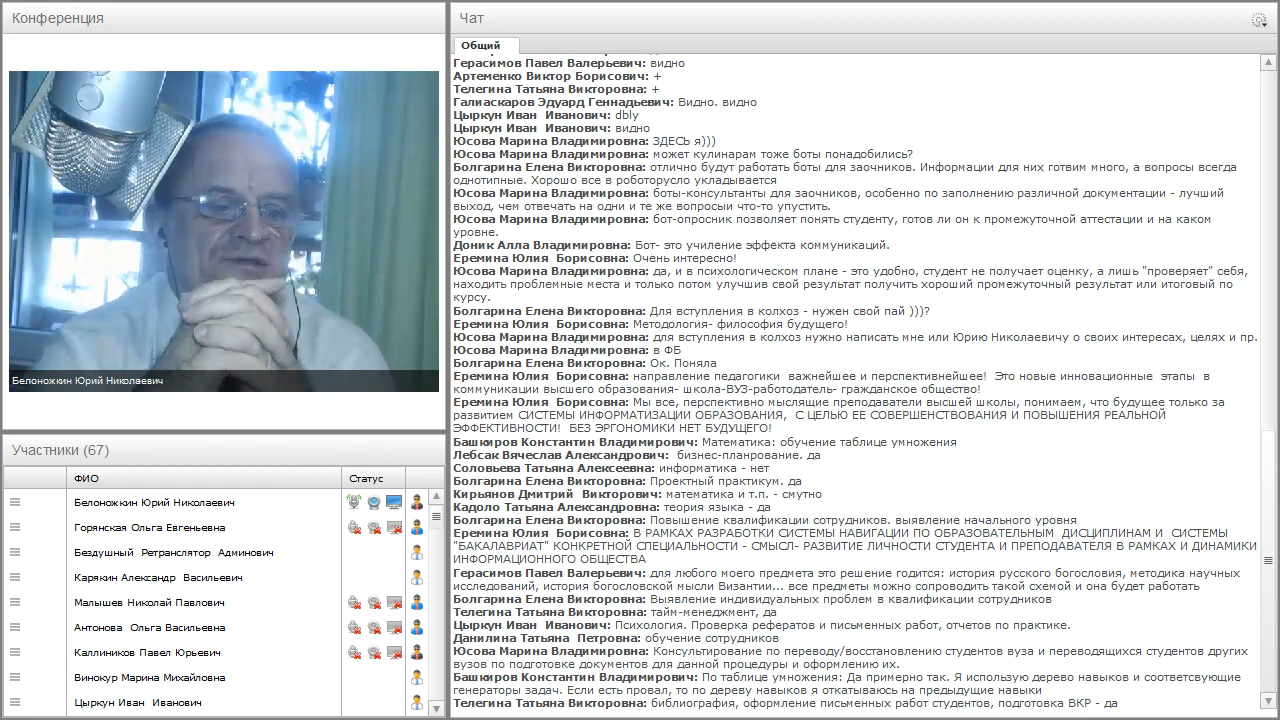 Конференция
Белоножкин Юрий Николаевич
Участники (67)
ФИО
Статус
Белоножкин Юрий Николаевич
Горянская Ольга Евгеньевна
Бездушный Ретранслятор Админович
Карякин Александр Васильевич
Малышев Николай Павлович
Антонова Ольга Васильевна
Каллиников Павел Юрьевич
Винокур Марина Михайловна
Цыркун Иван Иванович
Чат
Общий
Герасимов Павел Валерьевич: видно
Артеменко Виктор Борисович: +
Телегина Татьяна Викторовна: +
Галиаскаров Эдуард Геннадьевич: Видно. видно
Цыркун Иван Иванович: dbly
Цыркун Иван Иванович: видно
Юсова Марина Владимировна: ЗДЕСЬ я)))
Юсова Марина Владимировна: может кулинарам тоже боты понадобились?
Болгарина Елена Викторовна: отлично будут работать боты для заочников. Информации для них готвим много, а вопросы всегда
однотипные. Хорошо все в роботорусло укладывается
Юсова Марина Владимировна: боты-консультанты для заочников, особенно по заполнению различной документации - лучший
выход, чем отвечать на одни и те же вопросыи что-то упустить.
Юсова Марина Владимировна: бот-опросник позволяет понять студенту, готов ли он к промежуточной аттестации и на каком
уровне.
Доник Алла Владимировна: Бот- это училение эффекта коммуникаций.
Еремина Юлия Борисовна: Очень интересно!
Юсова Марина Владимировна: да, и в психологическом плане - это удобно, студент не получает оценку, а лишь "проверяет" себя,
находить проблемные места и только потом улучшив свой результат получить хороший промежуточный результат или итоговый по
курсу.
Болгарина Елена Викторовна: Для вступления в колхоз - нужен свой пай )))?
Еремина Юлия Борисовна: Методология- философия будущего!
Юсова Марина Владимировна: для вступления в колхоз нужно написать мне или Юрию Николаевичу о своих интересах, целях и пр.
Юсова Марина Владимировна: в ФБ
Болгарина Елена Викторовна: Ок. Поняла
Еремина Юлия Борисовна: направление педагогики важнейшее и перспективнейшее! Это новые инновационные этапы в
коммуникации высшего образования- школа-ВУЗ-работодатель- гражданское общество!
Еремина Юлия Борисовна: Мы все, перспективно мыслящие преподаватели высшей школы, понимаем, что будущее только за
развитием СИСТЕМЫ ИНФОРМАТИЗАЦИИ ОБРАЗОВАНИЯ, С ЦЕЛЬЮ ЕЕ СОВЕРШЕНСТВОВАНИЯ И ПОВЫШЕНИЯ РЕАЛЬНОЙ
ЭФФЕКТИВНОСТИ! БЕЗ ЭРГОНОМИКИ НЕТ БУДУЩЕГО!
Башкиров Константин Владимирович: Математика: обучение таблице умножения
Лебсак Вячеслав Александрович: бизнес-планрование. да
Соловьева Татьяна Алексеевна: информатика - нет
Болгарина Елена Викторовна: Проектный практикум. да
Кирьянов Дмитрий Викторович: математика и т.п. - смутно
Кадоло Татьяна Александровна: теория языка - да
Болгарина Елена Викторовна: Повышение квалификации сотрудников. выявление начального уровня
Еремина Юлия Борисовна: В РАМКАХ РАЗРАБОТКИ СИСТЕМЫ НАВИГАЦИИ ПО ОБРАЗОВАТЕЛЬНЫМ ДИСЦИПЛИНАМ И СИСТЕМЫ
"БАКАЛАВРИАТ" КОНКРЕТНОЙ СПЕЦИАЛЬНОСТИ - СМЫСЛ- РАЗВИТИЕ ЛИЧНОСТИ СТУДЕНТА И ПРЕПОДАВАТЕЛЯ В РАМКАХ И ДИНАМИКИ
ИНФОРМАЦИОННОГО ОБЩЕСТВА
Герасимов Павел Валерьевич: для любого моего предмета это решение годится: история русского богословия, методика научных
исследований, история богословской мысли Византии... все предметы можно сопроводить такой схемой и она будет работать
Болгарина Елена Викторовна: Выявление индивидуальных проблем в квалификации сотрудников
Телегина Татьяна Викторовна: тайм-менеджмент, да
Цыркун Иван Иванович: Психология. Проверка рефератов и письменных работ, отчетов по практике.
Данилина Татьяна Петровна: обучение сотрудников
Юсова Марина Владимировна: Консультирование по переводу/восстановлению студентов вуза и переводящихся студентов других
вузов по подготовке документов для данной процедуры и оформлению их.
Башкиров Константин Владимирович: По таблице умножения: Да примерно так. Я использую дерево навыков и соответсвующие
генераторы задач. Если есть провал, то по дереву навыков я откатываюсь на предыдущие навыки
Телегина Татьяна Викторовна: библиография, оформление письменных работ студентов, подготовка ВКР - да